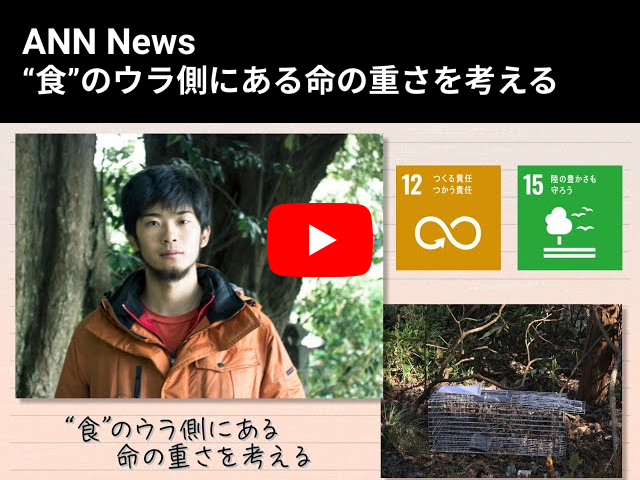 ANN News
“食”のウラ側にある命の重さを考える
12 つくる責任
つかう責任
15 陸の豊かさも
守ろう
“食”のウラ側にある
命の重さを考える